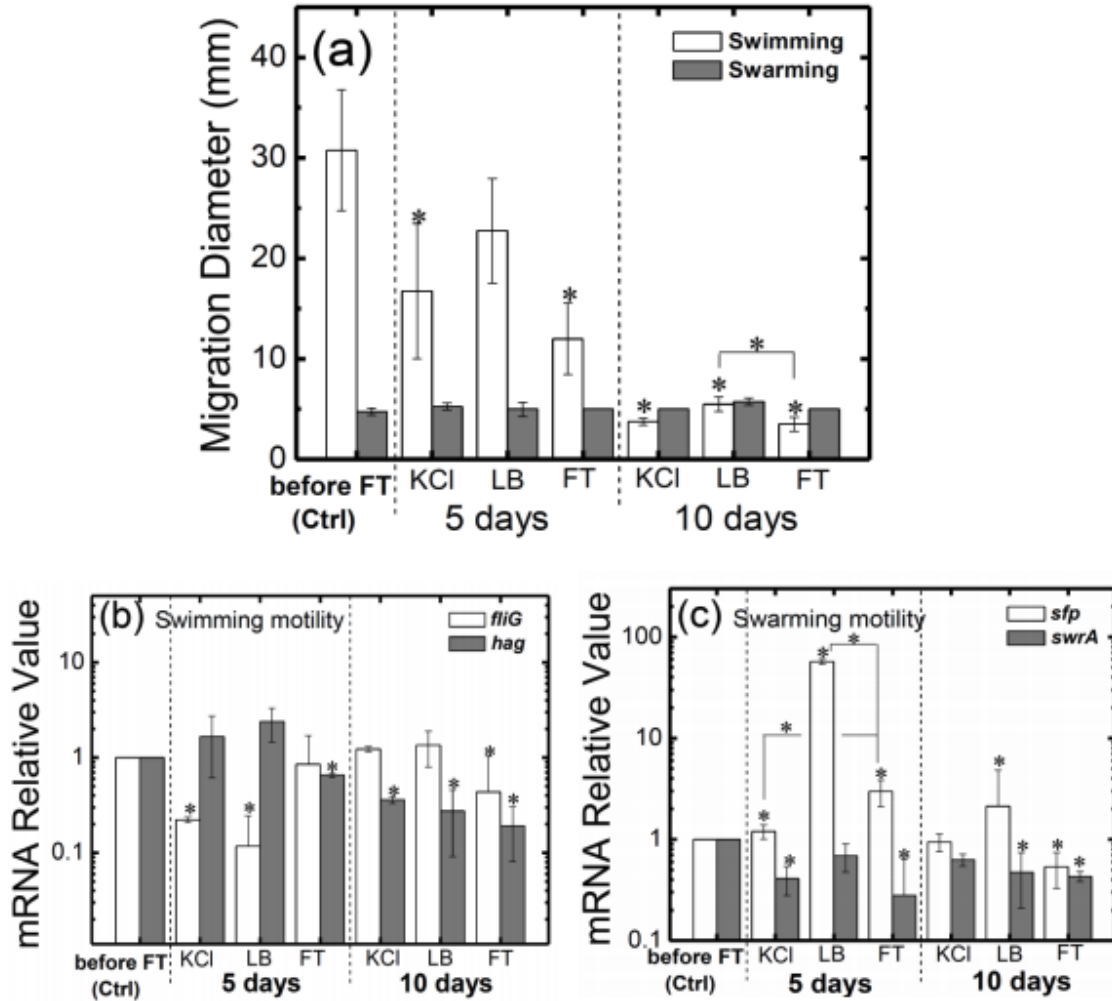 (a)
Swimming
Swarming
Migration Diameter (mm)
40
30
20
10
0
*
*
*
*
*
*
before FT
(Ctrl)
KCl
LB
FT
KCl
LB
FT
5 days
10 days
(b)
Swimming motility
fliG
hag
mRNA Relative Value
10
1
0.1
*
*
*
*
*
*
*
before FT
(Ctrl)
KCl
LB
FT
KCl
LB
FT
5 days
10 days
(c)
Swarming motility
sfp
swrA
mRNA Relative Value
100
10
1
0.1
*
*
*
*
*
*
*
*
*
*
*
*
before FT
(Ctrl)
KCl
LB
FT
KCl
LB
FT
5 days
10 days